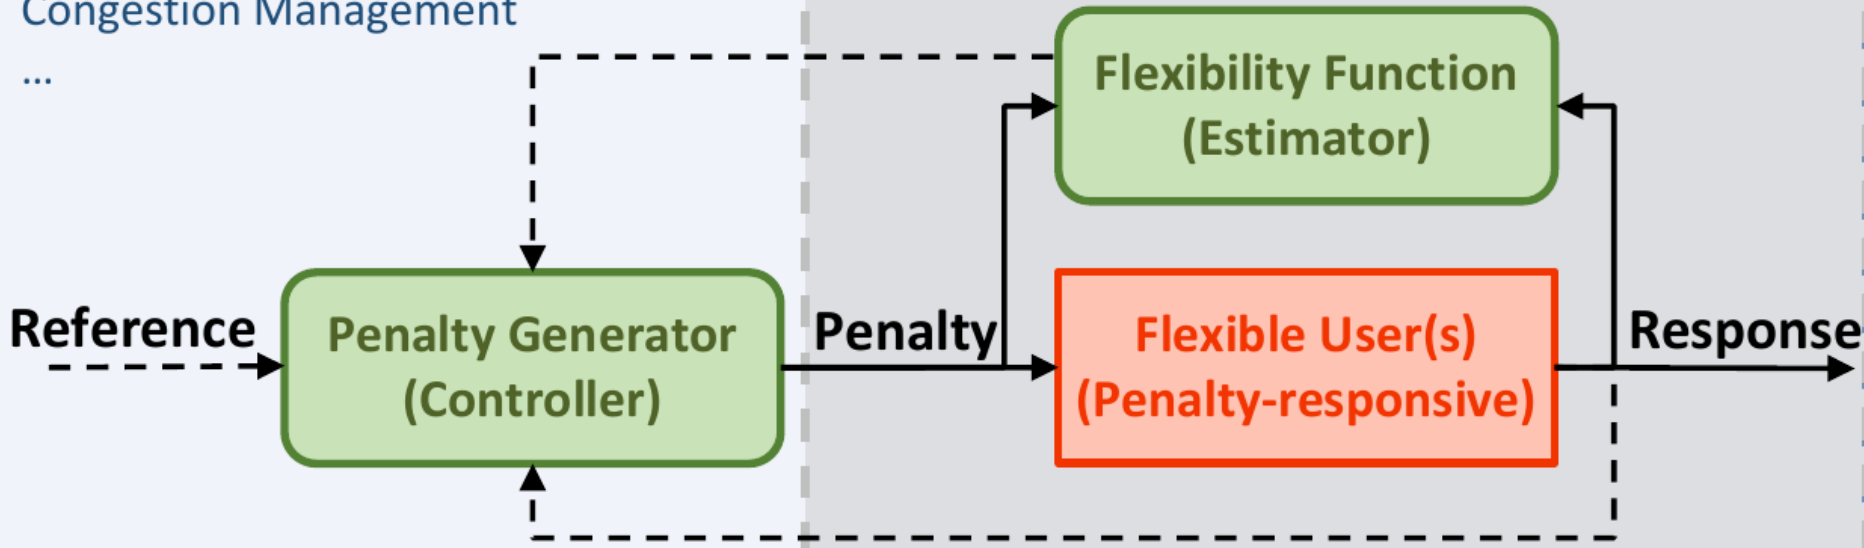 Congestion Management
...
Flexibility Function
(Estimator)
Reference
Penalty Generator
(Controller)
Penalty
Flexible User(s)
(Penalty-responsive)
Response